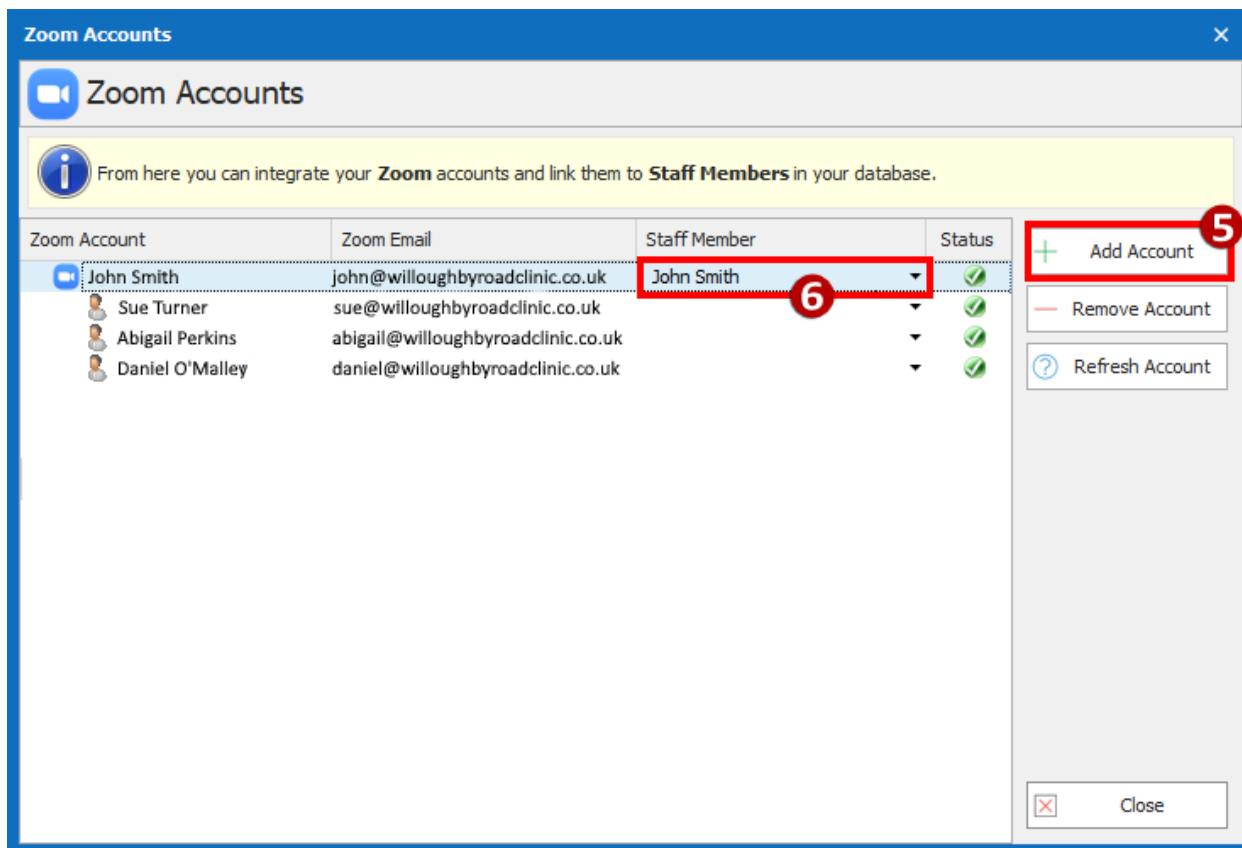 Zoom Accounts
Zoom Accounts
From here you can integrate your Zoom accounts and link them to Staff Members in your database.
Zoom Account Zoom Email Staff Member Status
John Smith john@willoughbyroadclinic.co.uk John Smith
Sue Turner sue@willoughbyroadclinic.co.uk
Abigail Perkins abigail@willoughbyroadclinic.co.uk
Daniel O'Malley daniel@willoughbyroadclinic.co.uk
6
5
Add Account
Remove Account
Refresh Account
Close